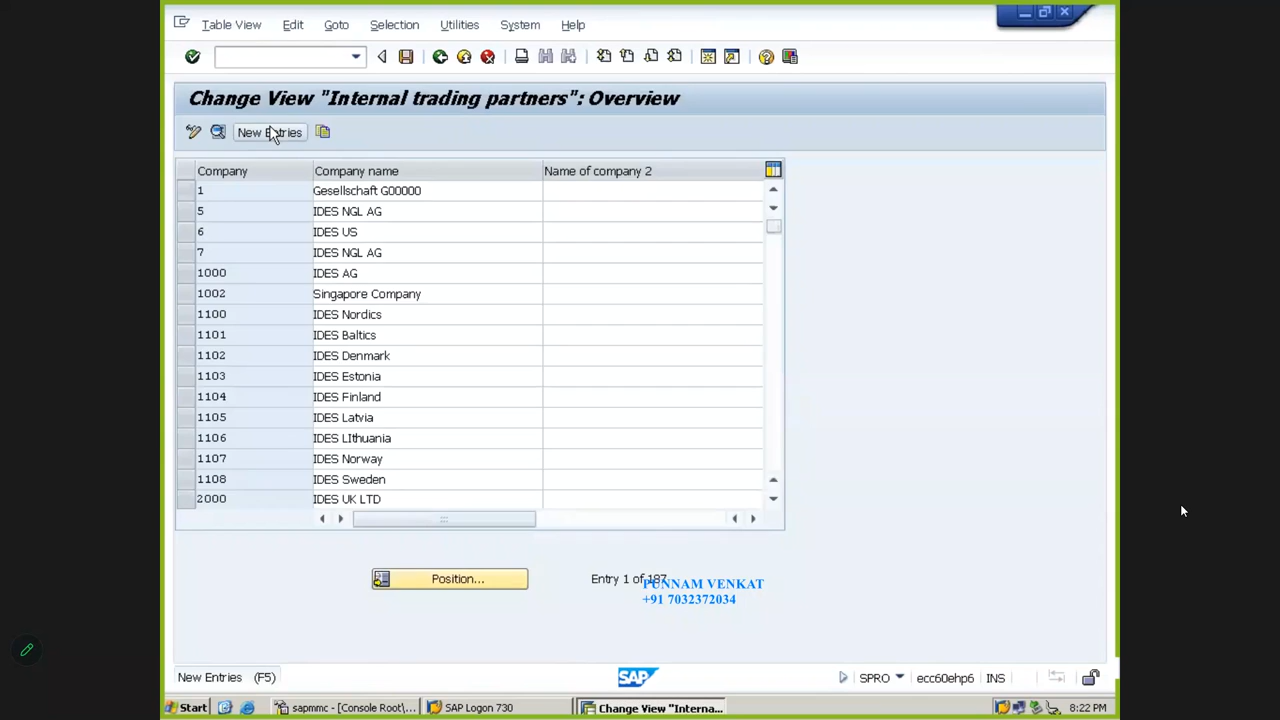 Table View Edit Goto Selection Utilities System Help
Change View "Internal trading partners": Overview
New Entries
Company Company name Name of company 2
1 Gesellschaft G00000
5 IDES NGL AG
6 IDES US
7 IDES NGL AG
1000 IDES AG
1002 Singapore Company
1100 IDES Nordics
1101 IDES Baltics
1102 IDES Denmark
1103 IDES Estonia
1104 IDES Finland
1105 IDES Latvia
1106 IDES LIthuania
1107 IDES Norway
1108 IDES Sweden
2000 IDES UK LTD
Position... Entry 1 of 187
PUNNAM VENKAT
+91 7032372034
New Entries (F5) SAP SPRO ecc60ehp6 INS
Start sapmmc - [Console Root\... SAP Logon 730 Change View "Interna... 8:22 PM